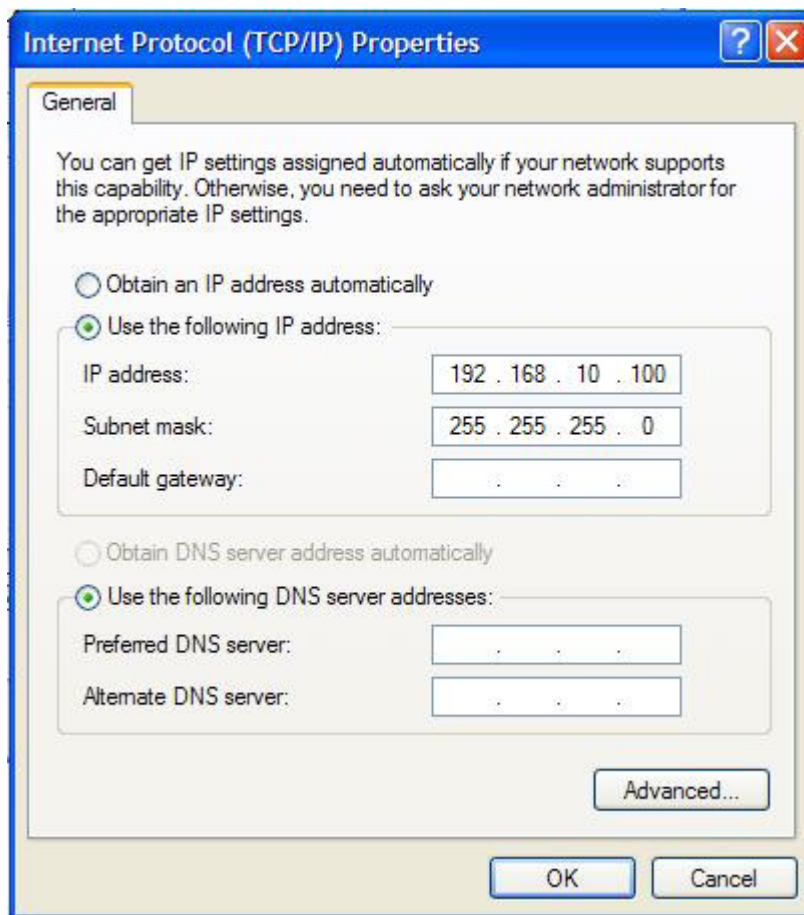 Internet Protocol (TCP/IP) Properties
General
You can get IP settings assigned automatically if your network supports
this capability. Otherwise, you need to ask your network administrator for
the appropriate IP settings.
Obtain an IP address automatically
Use the following IP address:
IP address: 192 . 168 . 10 . 100
Subnet mask: 255 . 255 . 255 . 0
Default gateway: . . .
Obtain DNS server address automatically
Use the following DNS server addresses:
Preferred DNS server: . . .
Alternate DNS server: . . .
Advanced...
OK Cancel